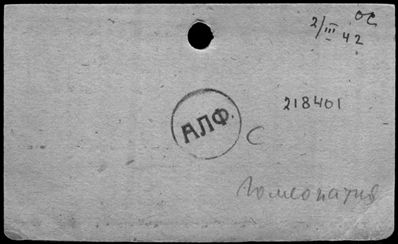 ОС
2/III 42
218401
АЛФ.
С
Гомеопатия